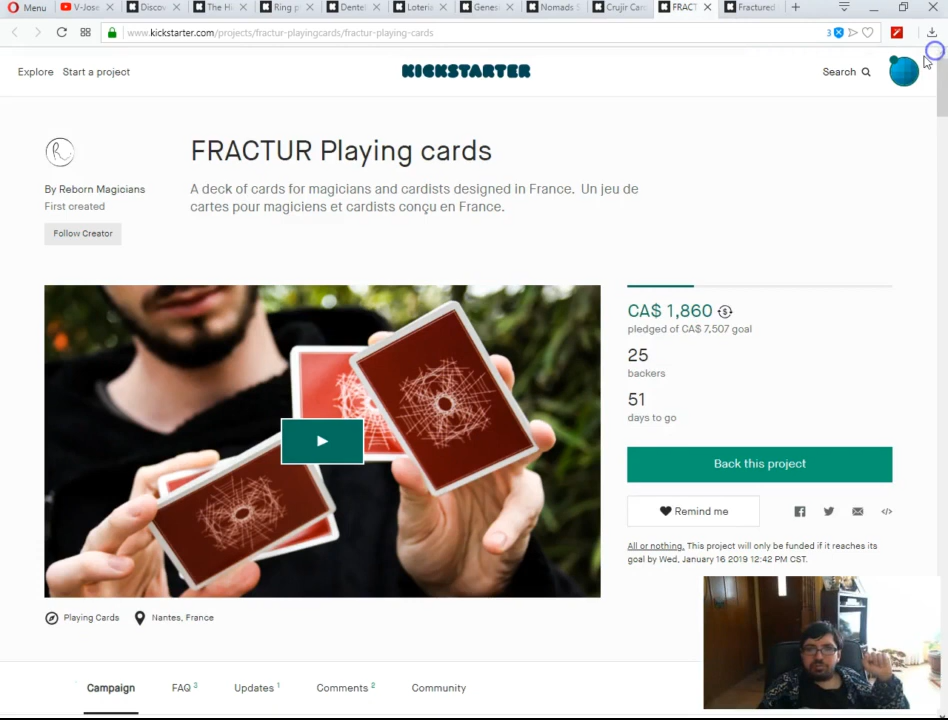 Menu V-Jose Discov The Hi Ring p Dente Loteria Genesi Nomads S Crujir Car FRACT Fractured
www.kickstarter.com/projects/fractur-playingcards/fractur-playing-cards 3
Explore Start a project KICKSTARTER Search
FRACTUR Playing cards
By Reborn Magicians
First created
Follow Creator
A deck of cards for magicians and cardists designed in France. Un jeu de
cartes pour magiciens et cardists conçu en France.
CA$ 1,860
pledged of CA$ 7,507 goal
25
backers
51
days to go
Back this project
Remind me
All or nothing. This project will only be funded if it reaches its
goal by Wed, January 16 2019 12:42 PM CST.
Playing Cards Nantes, France
Campaign FAQ 3 Updates 1 Comments 2 Community